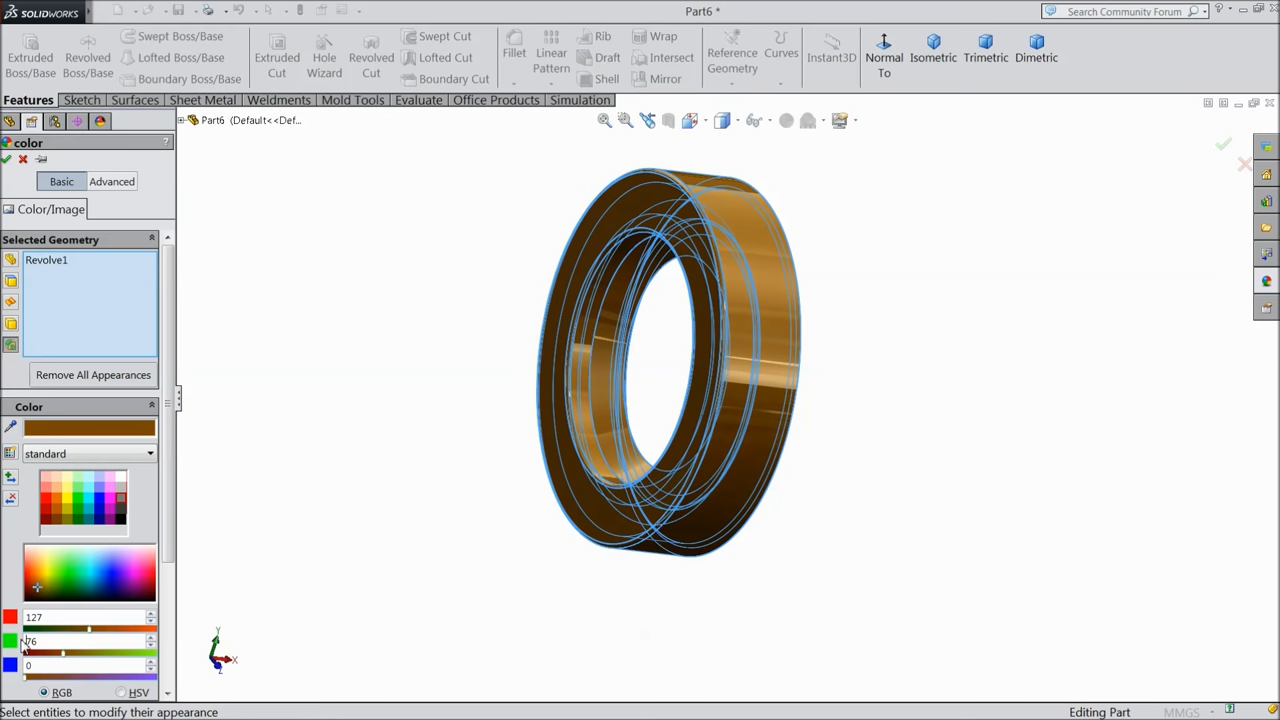 SOLIDWORKS
Part6 *
Search Community Forum
Extruded Boss/Base
Revolved Boss/Base
Swept Boss/Base
Lofted Boss/Base
Boundary Boss/Base
Extruded Cut
Hole Wizard
Revolved Cut
Swept Cut
Lofted Cut
Boundary Cut
Fillet
Linear Pattern
Rib
Draft
Shell
Wrap
Intersect
Mirror
Reference Geometry
Curves
Instant3D
Normal To
Isometric
Trimetric
Dimetric
Features
Sketch
Surfaces
Sheet Metal
Weldments
Mold Tools
Evaluate
Office Products
Simulation
Part6 (Default<<Def...
color
?
Basic
Advanced
Color/Image
Selected Geometry
Revolve1
Remove All Appearances
Color
standard
127
76
0
RGB
HSV
Y
X
Z
Select entities to modify their appearance
Editing Part
MMGS